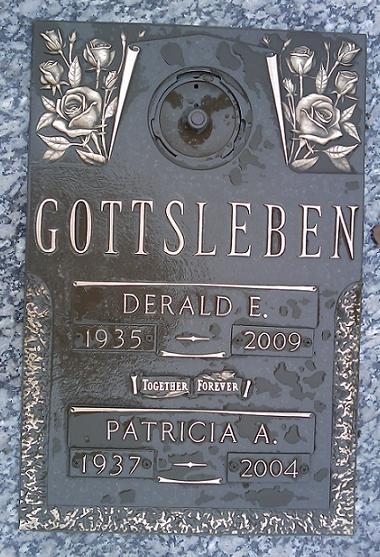 GOTTSLEBEN
DERALD E.
1935 2009
TOGETHER FOREVER
PATRICIA A.
1937 2004